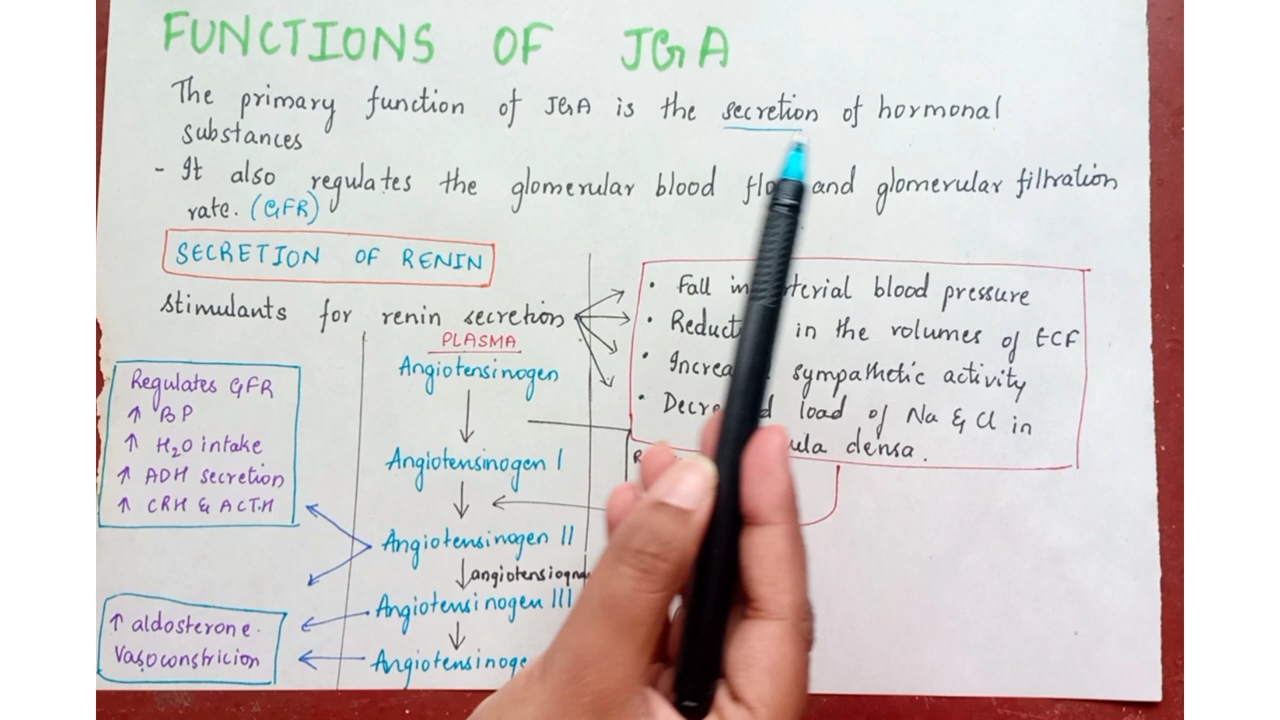 FUNCTIONS OF JGA
The primary function of JGA is the secretion of hormonal
substances
- It also regulates the glomerular blood and glomerular filtration
rate. (GFR)
SECRETION OF RENIN
stimulants for renin secretion
• Fall in blood pressure
• in the volumes of ECF
• sympathetic activity
• load of Na & Cl in
densa.
PLASMA
Angiotensinogen
Angiotensinogen I
Angiotensinogen II
Angiotensinogen III
Regulates GFR
↑ BP
↑ H₂O intake
↑ ADH secretion
↑ CRH & ACTH
↑ aldosterone.
Vasoconstricion